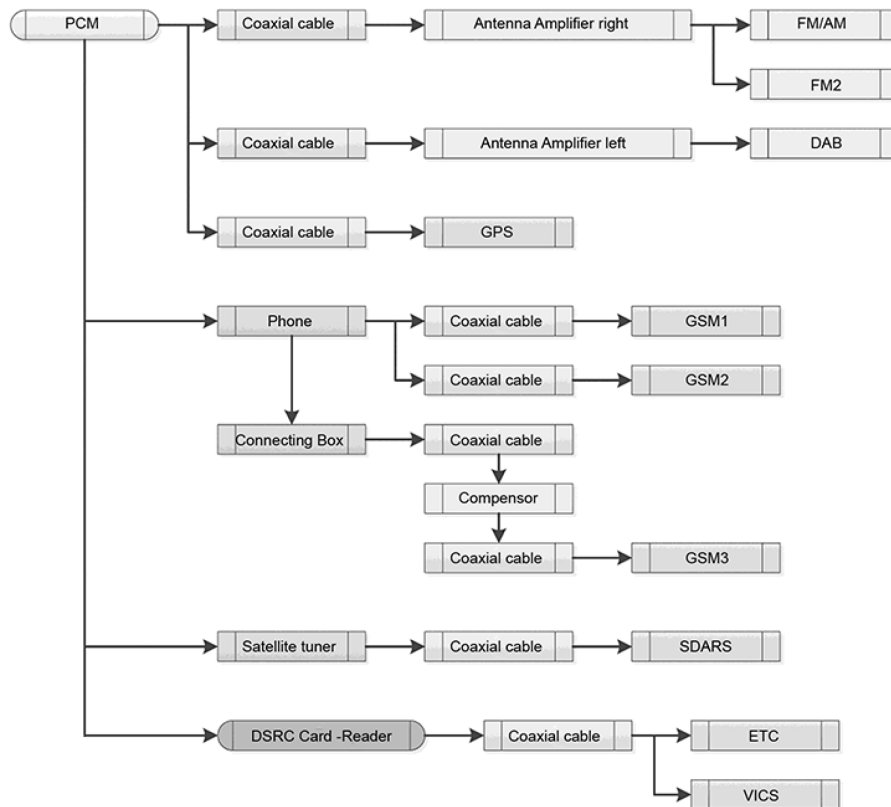 PCM
Coaxial cable
Antenna Amplifier right
FM/AM
FM2
Coaxial cable
Antenna Amplifier left
DAB
Coaxial cable
GPS
Phone
Coaxial cable
GSM1
Coaxial cable
GSM2
Connecting Box
Coaxial cable
Compensor
Coaxial cable
GSM3
Satellite tuner
Coaxial cable
SDARS
DSRC Card -Reader
Coaxial cable
ETC
VICS